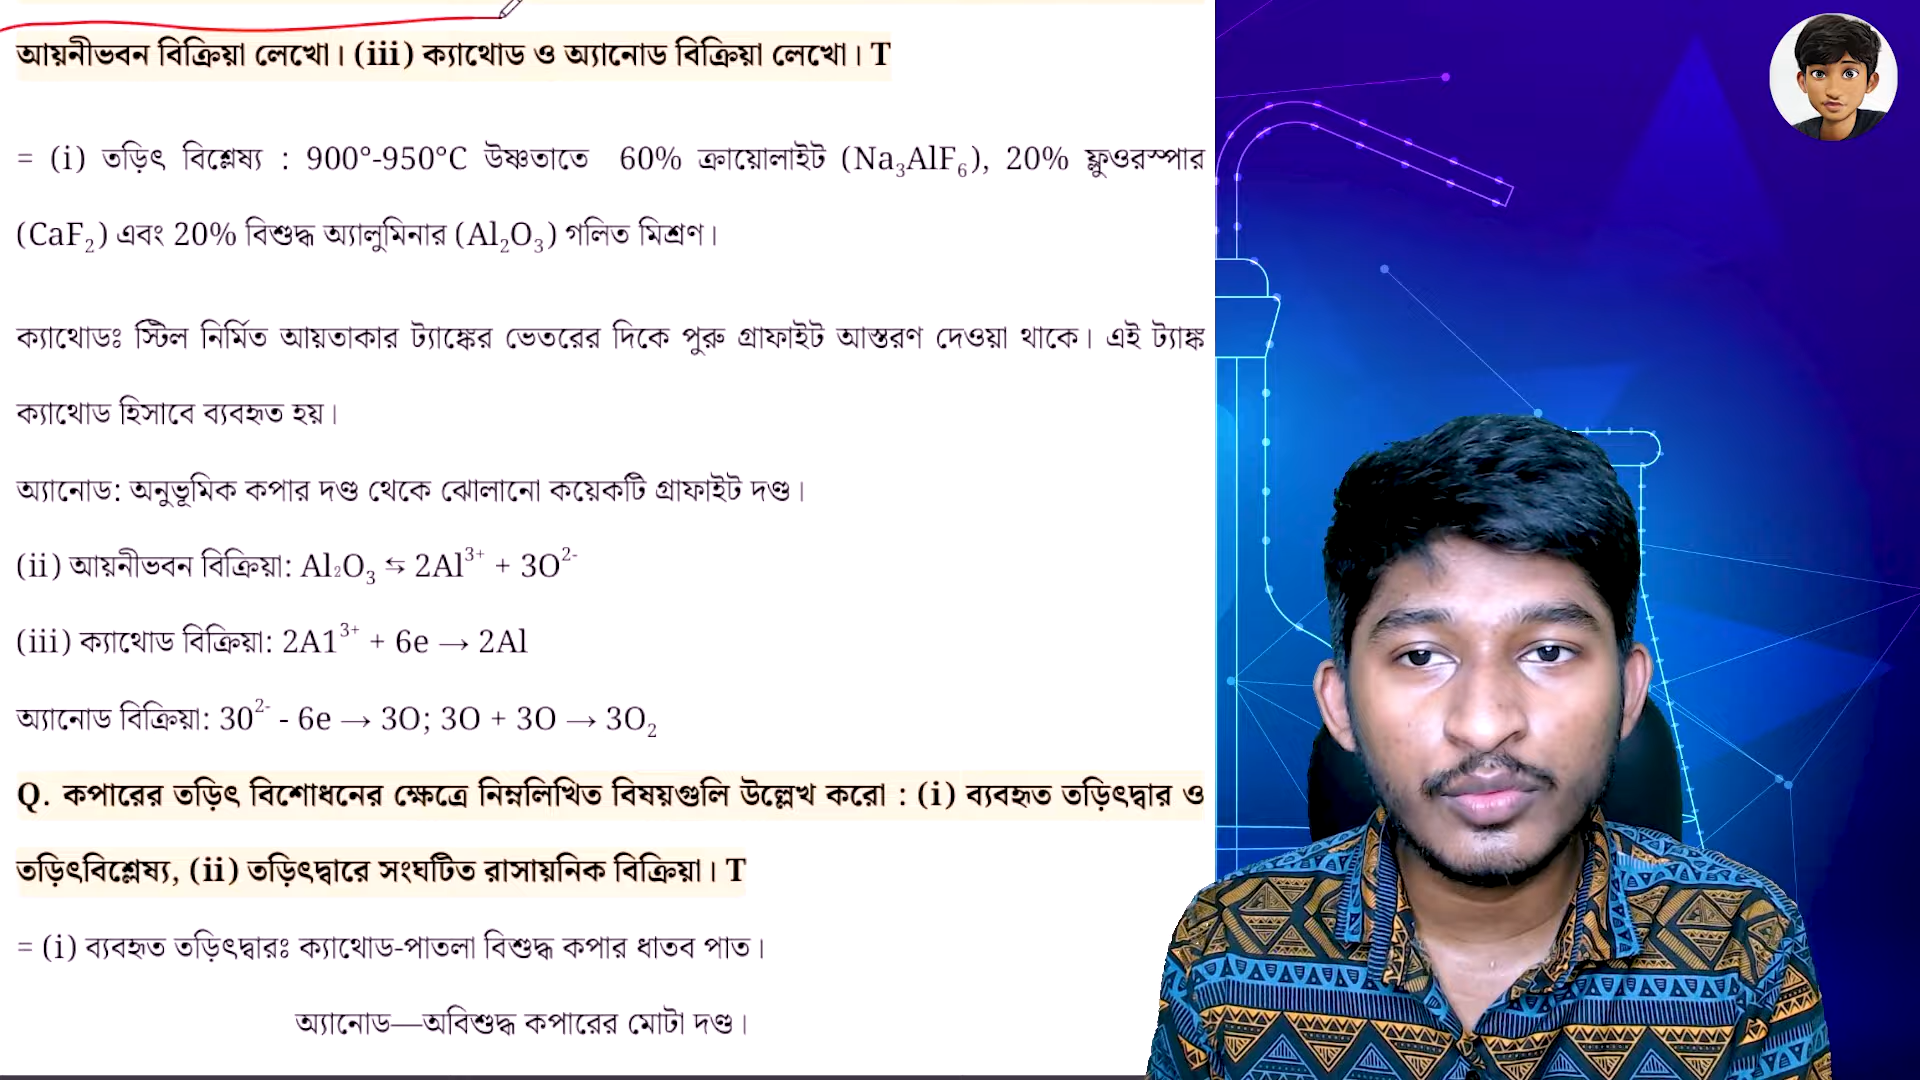 আয়নীভবন বিক্রিয়া লেখো। (iii) ক্যাথোড ও অ্যানোড বিক্রিয়া লেখো। T
= (i) তড়িৎ বিশ্লেষ্য : 900°-950°C উষ্ণতাতে 60% ক্রায়োলাইট (Na₃AlF₆), 20% ফ্লুওরস্পার
(CaF₂) এবং 20% বিশুদ্ধ অ্যালুমিনার (Al₂O₃) গলিত মিশ্রণ।
ক্যাথোডঃ স্টিল নির্মিত আয়তাকার ট্যাঙ্কের ভেতরের দিকে পুরু গ্রাফাইট আস্তরণ দেওয়া থাকে। এই ট্যাঙ্ক
ক্যাথোড হিসাবে ব্যবহৃত হয়।
অ্যানোড: অনুভূমিক কপার দণ্ড থেকে ঝোলানো কয়েকটি গ্রাফাইট দণ্ড।
(ii) আয়নীভবন বিক্রিয়া: Al₂O₃ ⇆ 2Al³⁺ + 3O²⁻
(iii) ক্যাথোড বিক্রিয়া: 2A1³⁺ + 6e → 2Al
অ্যানোড বিক্রিয়া: 30²⁻ - 6e → 3O; 3O + 3O → 3O₂
Q. কপারের তড়িৎ বিশোধনের ক্ষেত্রে নিম্নলিখিত বিষয়গুলি উল্লেখ করো : (i) ব্যবহৃত তড়িৎদ্বার ও
তড়িৎবিশ্লেষ্য, (ii) তড়িৎদ্বারে সংঘটিত রাসায়নিক বিক্রিয়া। T
= (i) ব্যবহৃত তড়িৎদ্বারঃ ক্যাথোড-পাতলা বিশুদ্ধ কপার ধাতব পাত।
অ্যানোড—অবিশুদ্ধ কপারের মোটা দণ্ড।